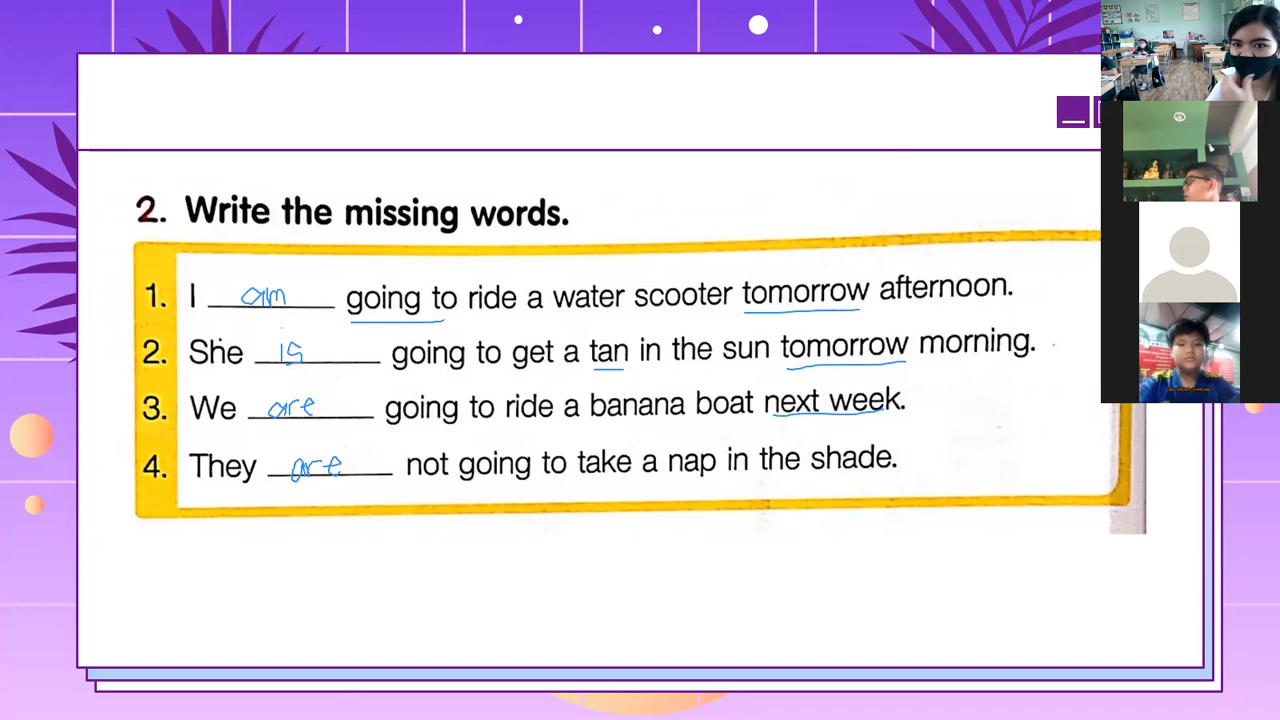 2. Write the missing words.
1. I am going to ride a water scooter tomorrow afternoon.
2. She is going to get a tan in the sun tomorrow morning.
3. We are going to ride a banana boat next week.
4. They are not going to take a nap in the shade.